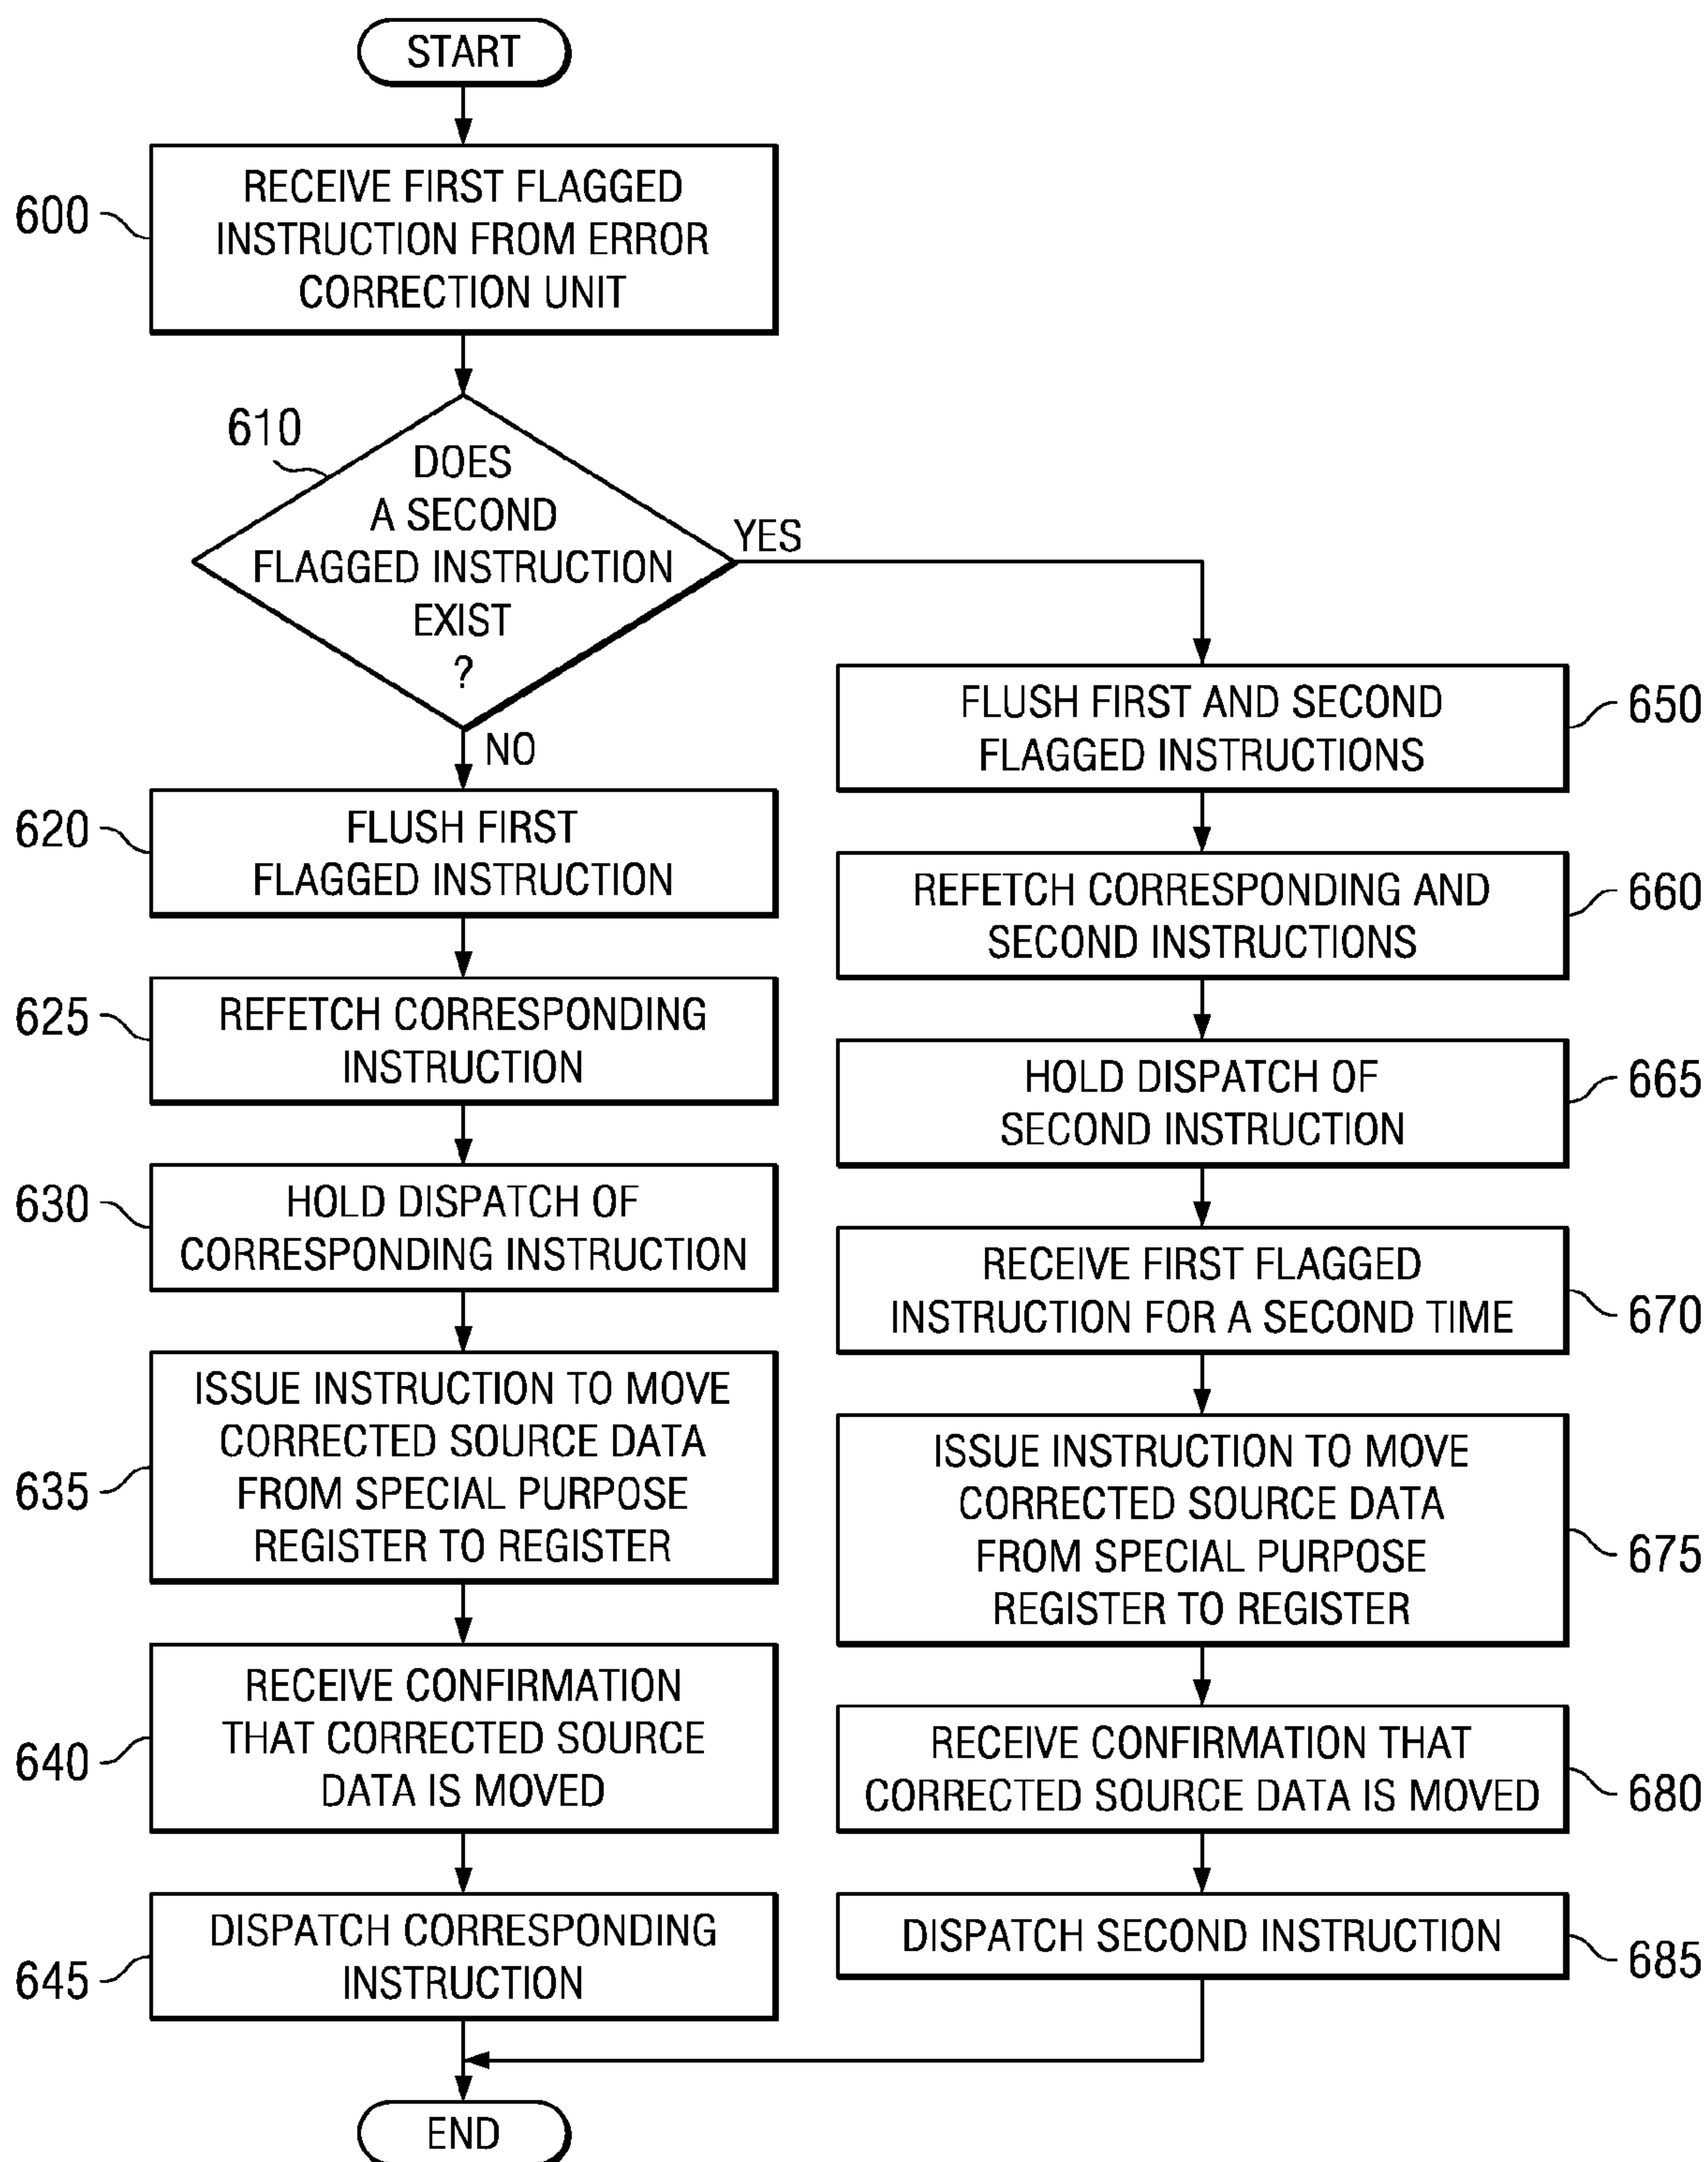 START
600
RECEIVE FIRST FLAGGED
INSTRUCTION FROM ERROR
CORRECTION UNIT
610
DOES
A SECOND
FLAGGED INSTRUCTION
EXIST
?
YES
NO
620
FLUSH FIRST
FLAGGED INSTRUCTION
625
REFETCH CORRESPONDING
INSTRUCTION
630
HOLD DISPATCH OF
CORRESPONDING INSTRUCTION
635
ISSUE INSTRUCTION TO MOVE
CORRECTED SOURCE DATA
FROM SPECIAL PURPOSE
REGISTER TO REGISTER
640
RECEIVE CONFIRMATION
THAT CORRECTED SOURCE
DATA IS MOVED
645
DISPATCH CORRESPONDING
INSTRUCTION
FLUSH FIRST AND SECOND
FLAGGED INSTRUCTIONS
650
REFETCH CORRESPONDING AND
SECOND INSTRUCTIONS
660
HOLD DISPATCH OF
SECOND INSTRUCTION
665
RECEIVE FIRST FLAGGED
INSTRUCTION FOR A SECOND TIME
670
ISSUE INSTRUCTION TO MOVE
CORRECTED SOURCE DATA
FROM SPECIAL PURPOSE
REGISTER TO REGISTER
675
RECEIVE CONFIRMATION THAT
CORRECTED SOURCE DATA IS MOVED
680
DISPATCH SECOND INSTRUCTION
685
END